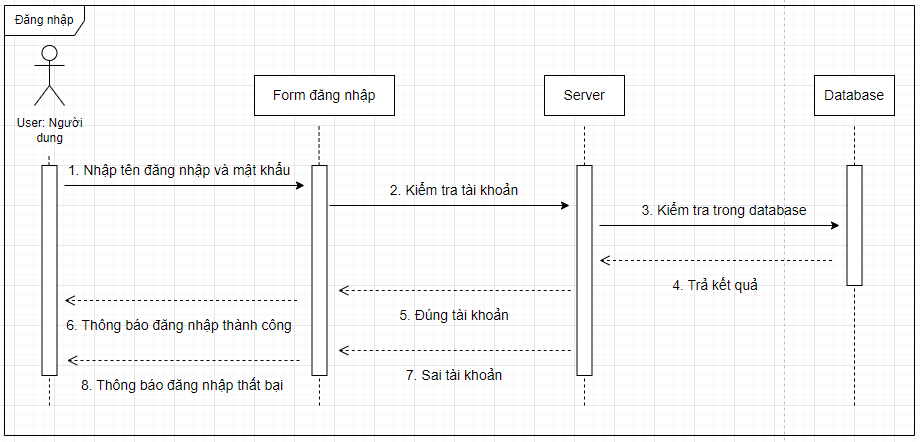 Đăng nhập
User: Người
dung
Form đăng nhập
Server
Database
1. Nhập tên đăng nhập và mật khẩu
2. Kiểm tra tài khoản
3. Kiểm tra trong database
4. Trả kết quả
5. Đúng tài khoản
6. Thông báo đăng nhập thành công
7. Sai tài khoản
8. Thông báo đăng nhập thất bại